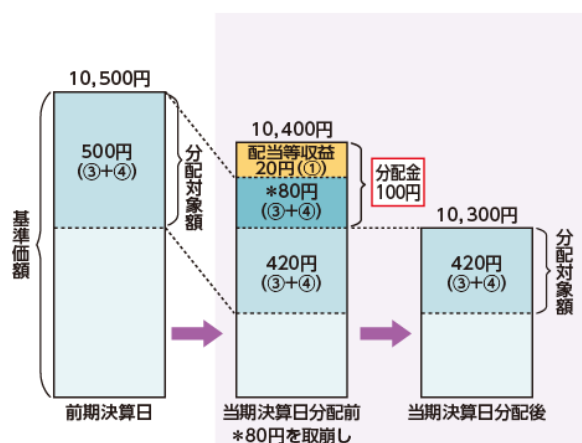 10,500円
500円
(③+④)
分配対象額
基準価額
前期決算日
10,400円
配当等収益
20円(①)
*80円
(③+④)
420円
(③+④)
分配金
100円
当期決算日分配前
*80円を取崩し
10,300円
420円
(③+④)
分配対象額
当期決算日分配後